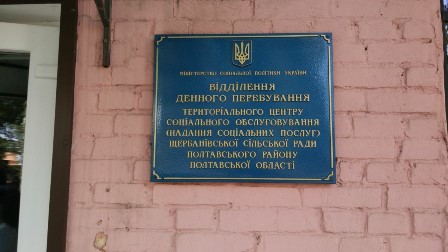 МІНІСТЕРСТВО СОЦІАЛЬНОЇ ПОЛІТИКИ УКРАЇНИ
ВІДДІЛЕННЯ
ДЕННОГО ПЕРЕБУВАННЯ
ТЕРИТОРІАЛЬНОГО ЦЕНТРУ
СОЦІАЛЬНОГО ОБСЛУГОВУВАННЯ
(НАДАННЯ СОЦІАЛЬНИХ ПОСЛУГ)
ЩЕРБАНІВСЬКОЇ СІЛЬСЬКОЇ РАДИ
ПОЛТАВСЬКОГО РАЙОНУ
ПОЛТАВСЬКОЇ ОБЛАСТІ